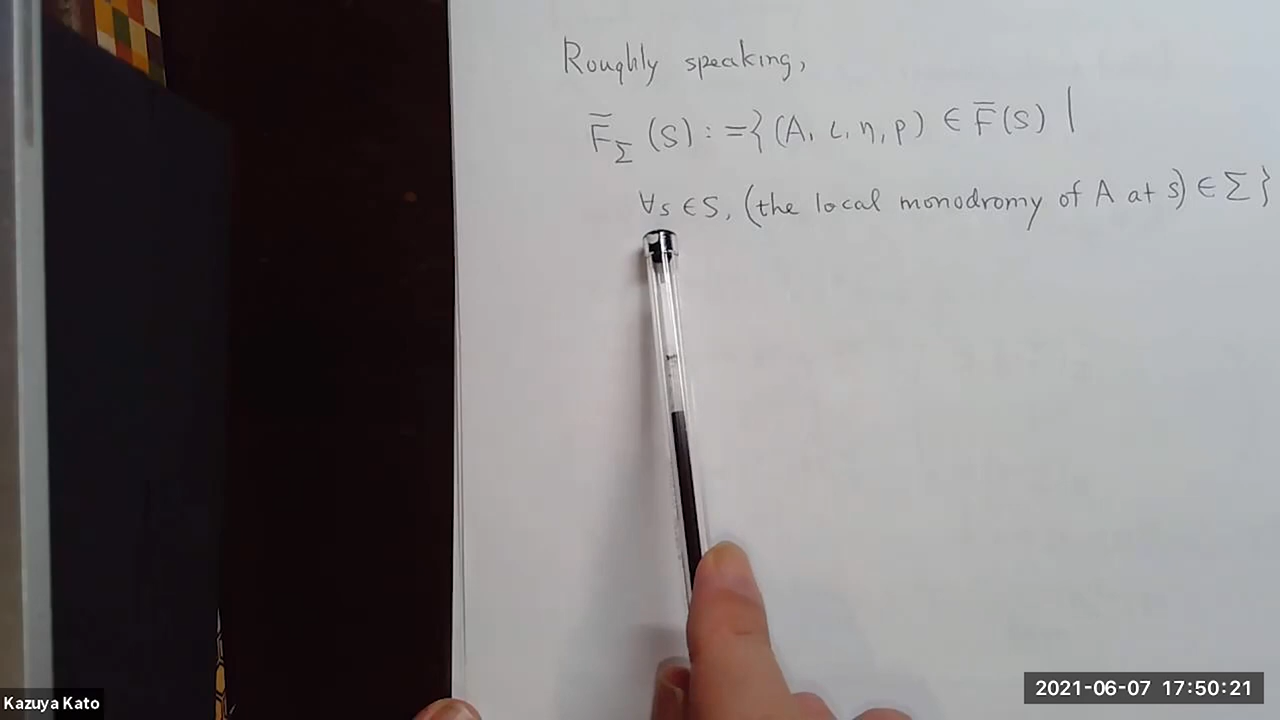 Roughly speaking,
F̅_Σ (S) := { (A, ι, η, p) ∈ F̅(S) |
∀s ∈ S, (the local monodromy of A at s) ∈ Σ }
Kazuya Kato
2021-06-07 17:50:21